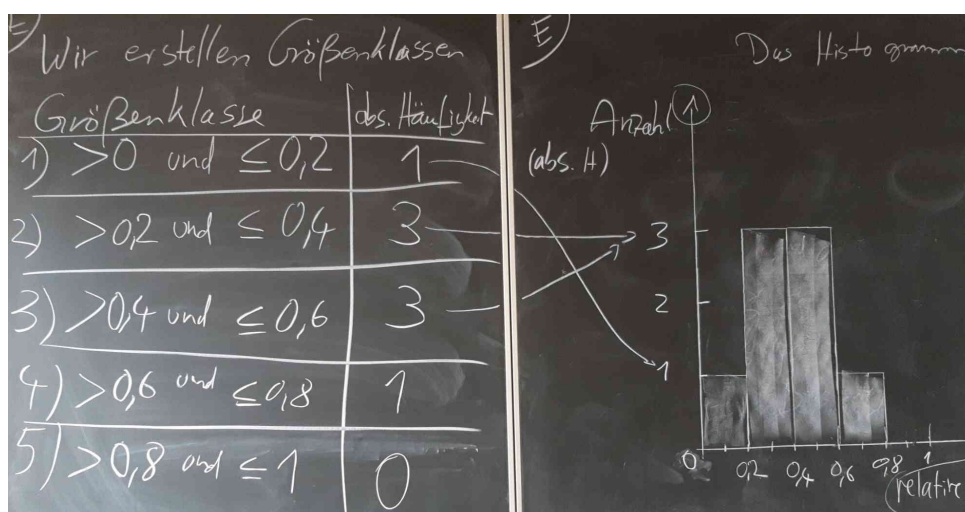 E)
Wir erstellen Größenklassen
Größenklasse abs. Häufigkeit
1) >0 und ≤0,2 1
2) >0,2 und ≤ 0,4 3
3) >0,4 und ≤ 0,6 3
4) >0,6 und ≤0,8 1
5) >0,8 und ≤ 1 0
E)
Das Histogramm
Anzahl
(abs. H)
3
2
1
0 0,2 0,4 0,6 0,8 1
(relative